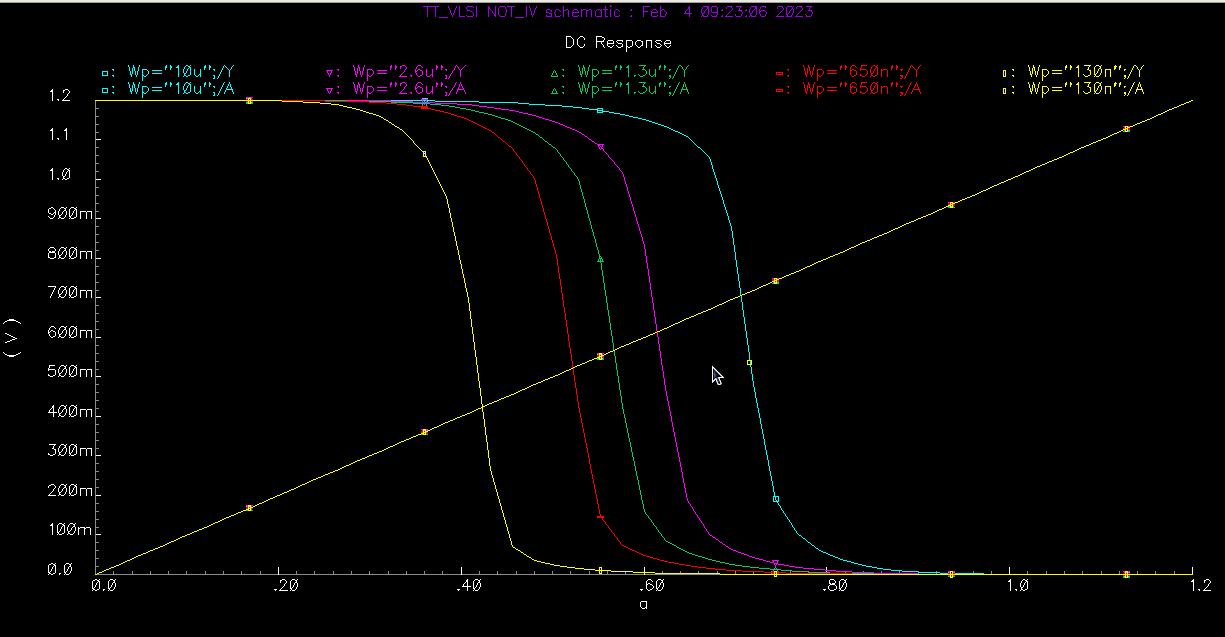 TT_VLSI NOT_IV schematic : Feb 4 09:23:06 2023
DC Response
▫: Wp="10u";/Y ▿: Wp="2.6u";/Y △: Wp="1.3u";/Y ▭: Wp="650n";/Y ▯: Wp="130n";/Y
▫: Wp="10u";/A ▿: Wp="2.6u";/A △: Wp="1.3u";/A ▭: Wp="650n";/A ▯: Wp="130n";/A
1.2
1.1
1.0
900m
800m
700m
600m
500m
400m
300m
200m
100m
0.0
(V)
0.0 .20 .40 .60 .80 1.0 1.2
a